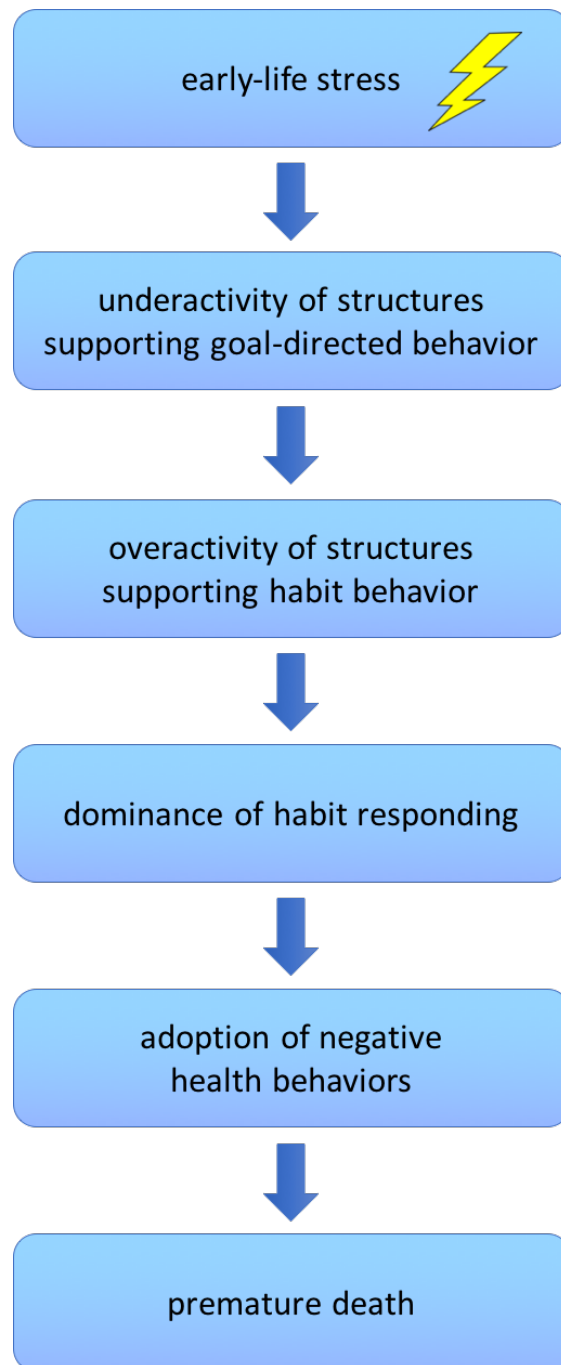 early-life stress
underactivity of structures
supporting goal-directed behavior
overactivity of structures
supporting habit behavior
dominance of habit responding
adoption of negative
health behaviors
premature death